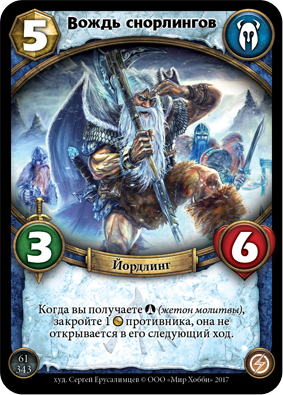 5
Вождь снорлингов
3
Йордлинг
6
Когда вы получаете (жетон молитвы),
закройте 1 противника, она не
открывается в его следующий ход.
61
343
худ. Сергей Ерусалимцев © ООО «Мир Хобби» 2017